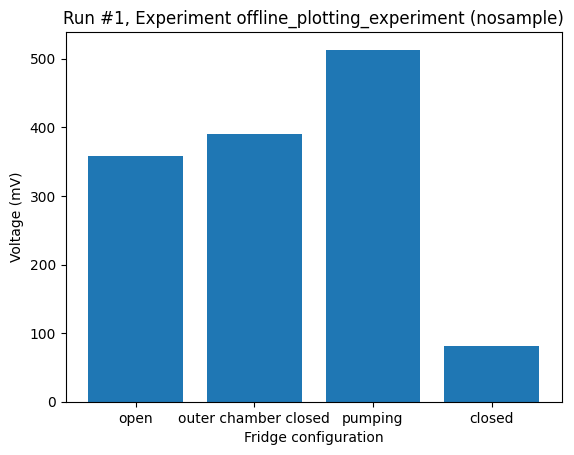 Run #1, Experiment offline_plotting_experiment (nosample)
500
400
300
200
100
0
Voltage (mV)
open outer chamber closed pumping closed
Fridge configuration